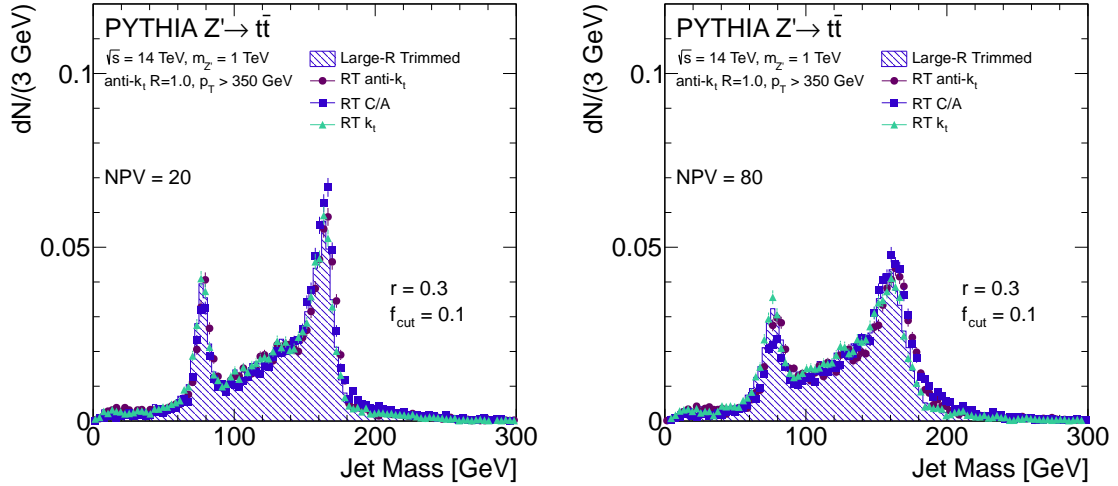 PYTHIA Z'→ tt̄
√s = 14 TeV, m_Z' = 1 TeV
anti-k_t R=1.0, p_T > 350 GeV
Large-R Trimmed
RT anti-k_t
RT C/A
RT k_t
NPV = 20
r = 0.3
f_cut = 0.1
dN/(3 GeV)
0.1
0.05
0
0 100 200 300
Jet Mass [GeV]
PYTHIA Z'→ tt̄
√s = 14 TeV, m_Z' = 1 TeV
anti-k_t R=1.0, p_T > 350 GeV
Large-R Trimmed
RT anti-k_t
RT C/A
RT k_t
NPV = 80
r = 0.3
f_cut = 0.1
dN/(3 GeV)
0.1
0.05
0
0 100 200 300
Jet Mass [GeV]